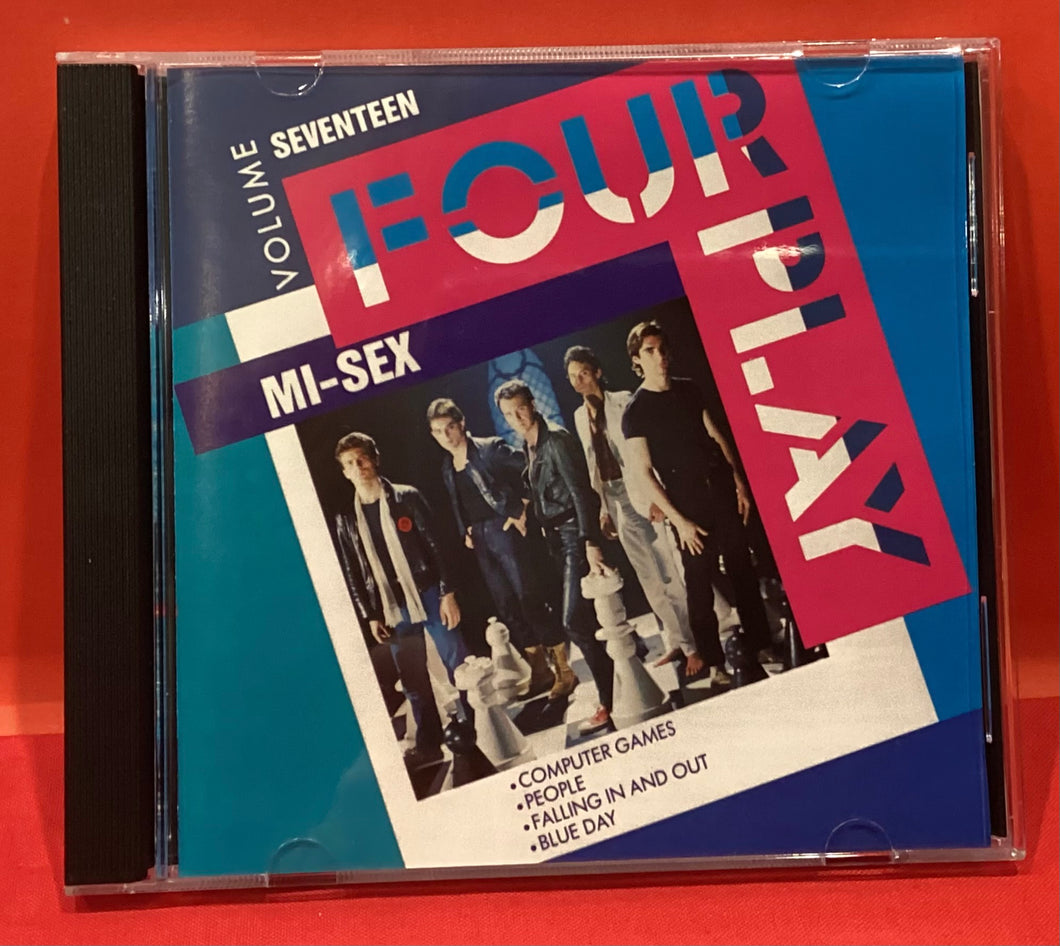 VOLUME
SEVENTEEN
FOUR
PLAY
MI-SEX
•COMPUTER GAMES
•PEOPLE
•FALLING IN AND OUT
•BLUE DAY